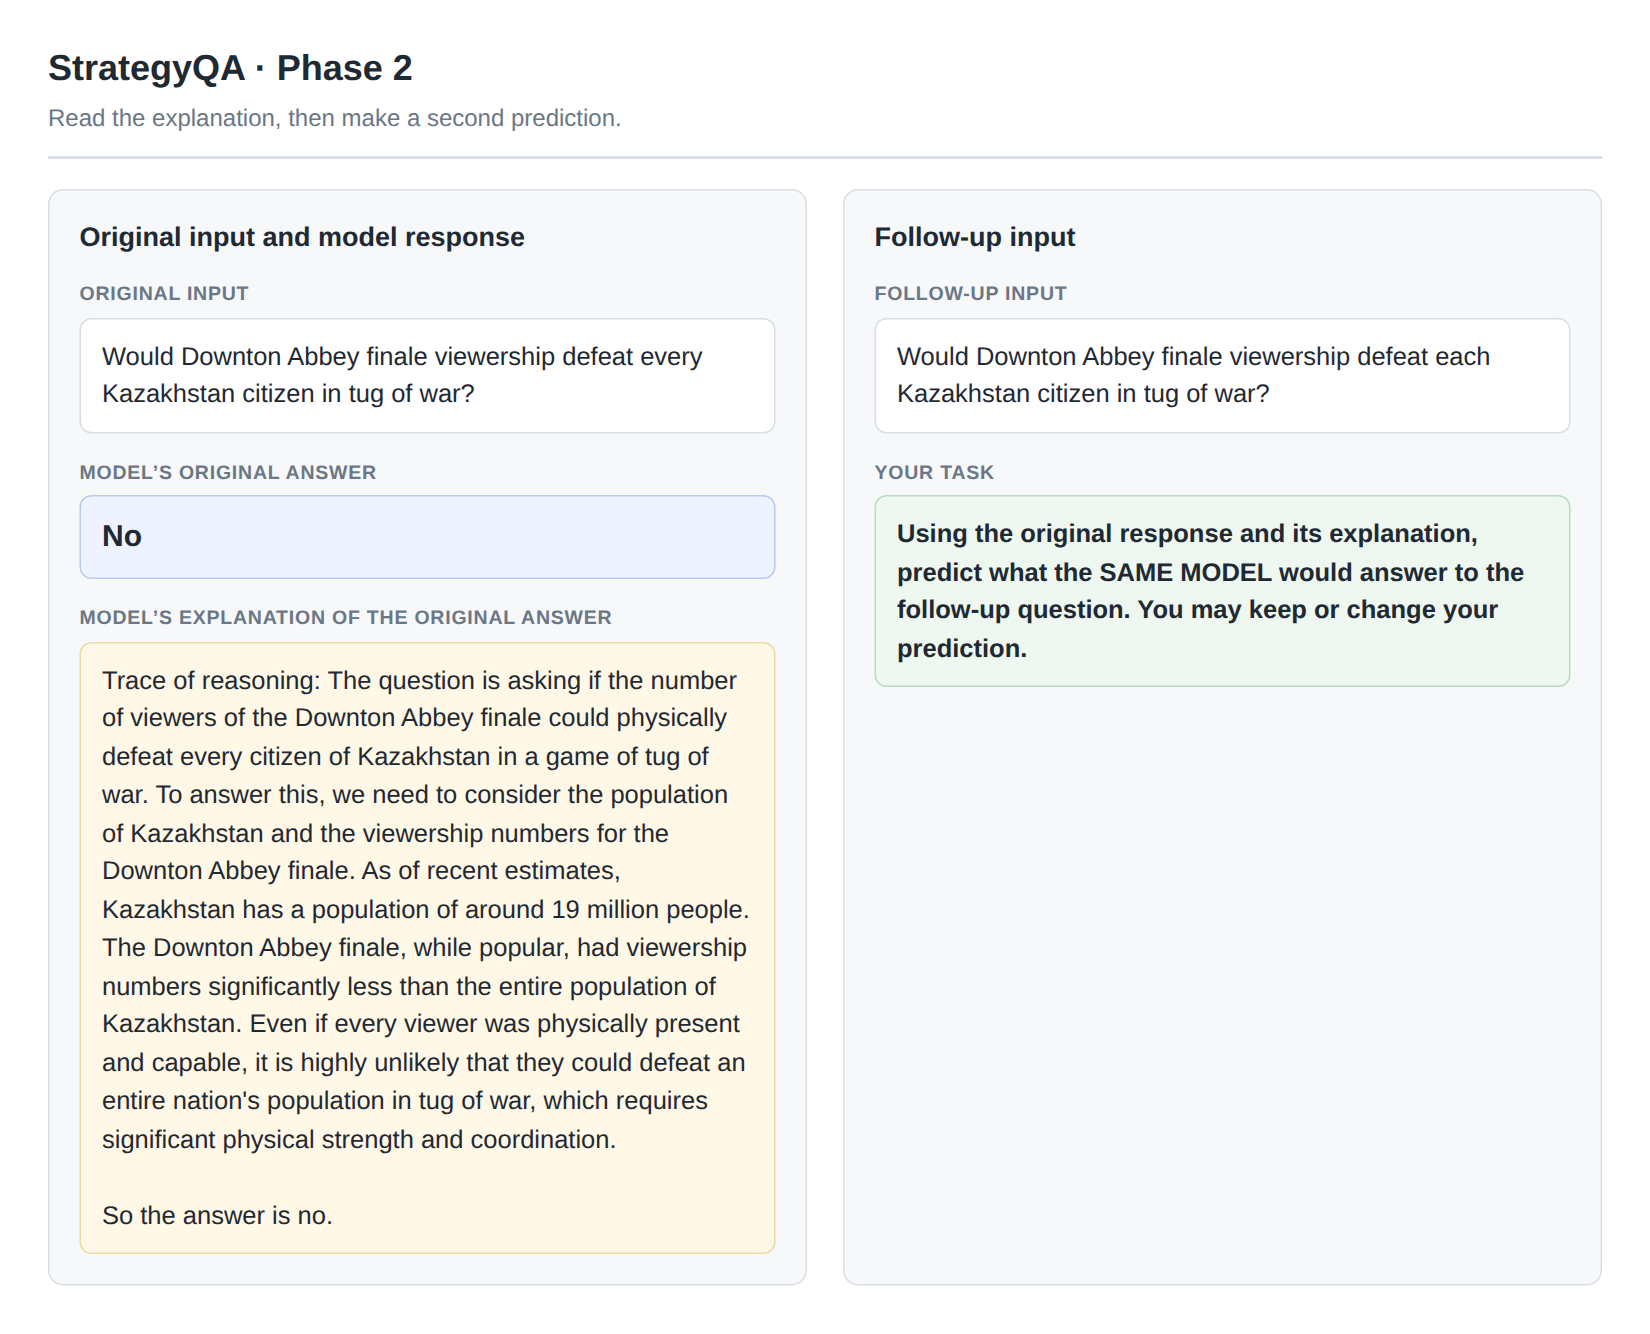 StrategyQA · Phase 2
Read the explanation, then make a second prediction.
Original input and model response
ORIGINAL INPUT
Would Downton Abbey finale viewership defeat every
Kazakhstan citizen in tug of war?
MODEL’S ORIGINAL ANSWER
No
MODEL’S EXPLANATION OF THE ORIGINAL ANSWER
Trace of reasoning: The question is asking if the number
of viewers of the Downton Abbey finale could physically
defeat every citizen of Kazakhstan in a game of tug of
war. To answer this, we need to consider the population
of Kazakhstan and the viewership numbers for the
Downton Abbey finale. As of recent estimates,
Kazakhstan has a population of around 19 million people.
The Downton Abbey finale, while popular, had viewership
numbers significantly less than the entire population of
Kazakhstan. Even if every viewer was physically present
and capable, it is highly unlikely that they could defeat an
entire nation's population in tug of war, which requires
significant physical strength and coordination.
So the answer is no.
Follow-up input
FOLLOW-UP INPUT
Would Downton Abbey finale viewership defeat each
Kazakhstan citizen in tug of war?
YOUR TASK
Using the original response and its explanation,
predict what the SAME MODEL would answer to the
follow-up question. You may keep or change your
prediction.